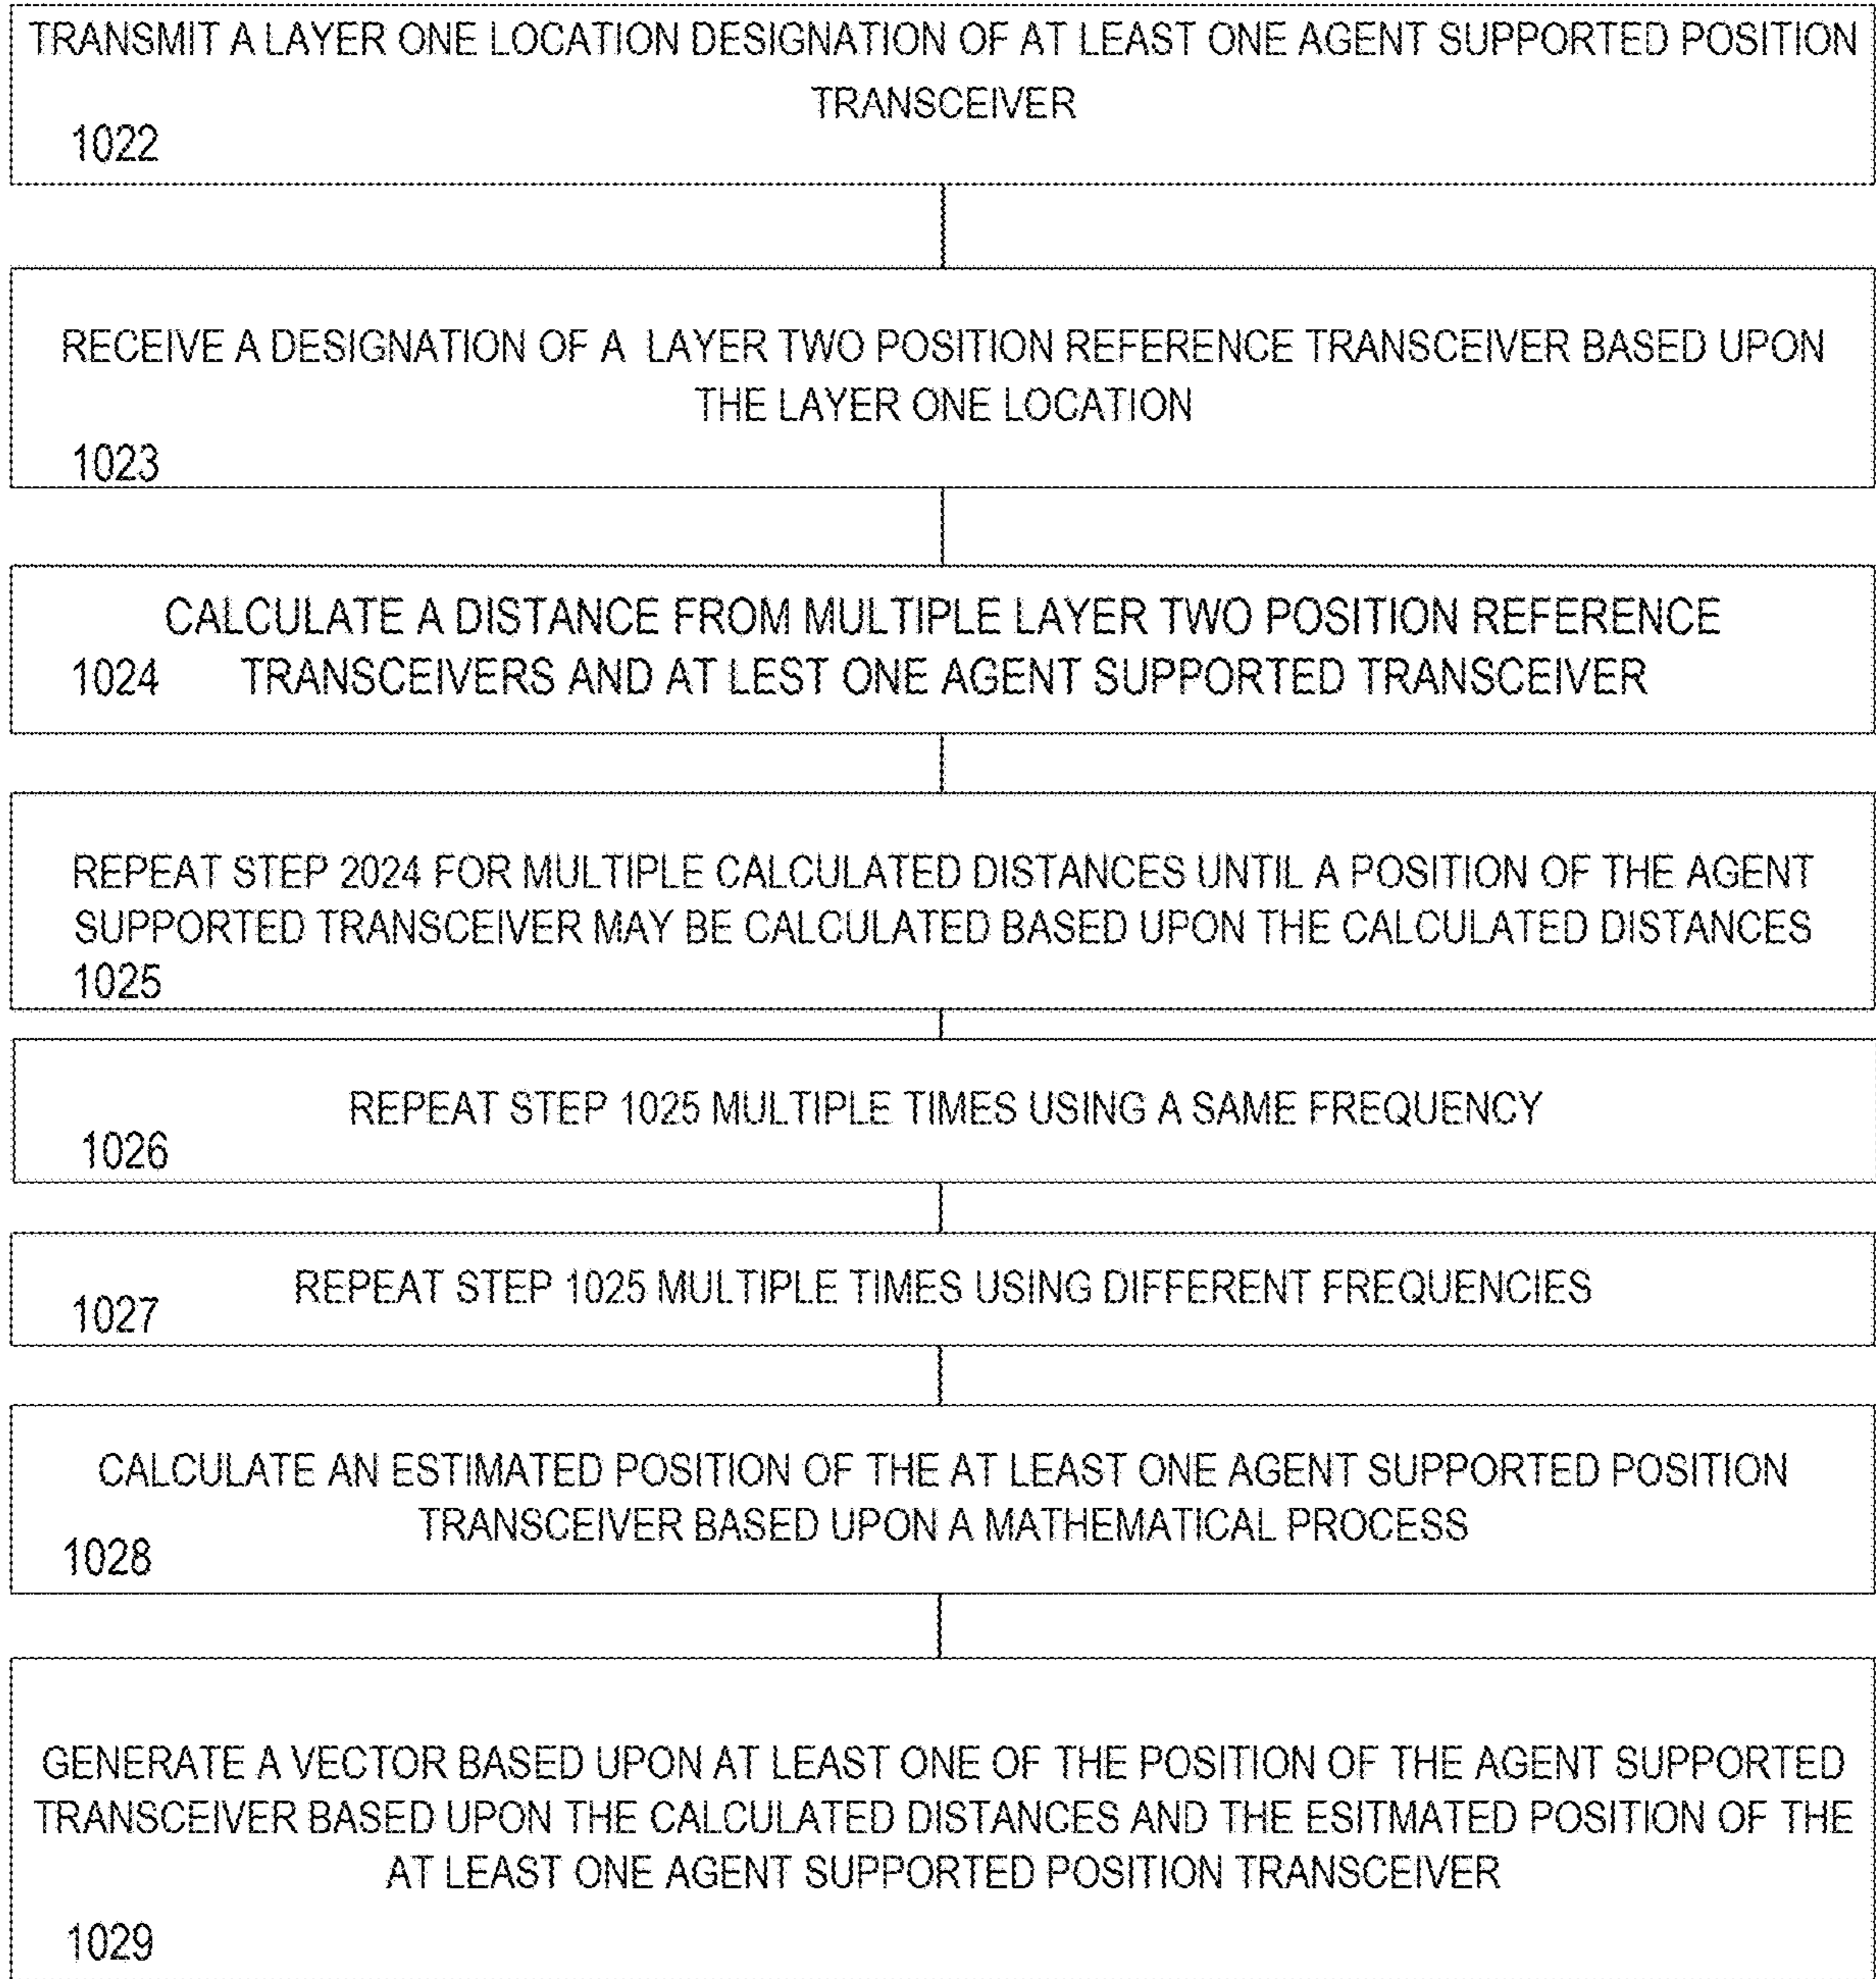 TRANSMIT A LAYER ONE LOCATION DESIGNATION OF AT LEAST ONE AGENT SUPPORTED POSITION
TRANSCEIVER
1022
RECEIVE A DESIGNATION OF A LAYER TWO POSITION REFERENCE TRANSCEIVER BASED UPON
THE LAYER ONE LOCATION
1023
CALCULATE A DISTANCE FROM MULTIPLE LAYER TWO POSITION REFERENCE
1024 TRANSCEIVERS AND AT LEST ONE AGENT SUPPORTED TRANSCEIVER
REPEAT STEP 2024 FOR MULTIPLE CALCULATED DISTANCES UNTIL A POSITION OF THE AGENT
SUPPORTED TRANSCEIVER MAY BE CALCULATED BASED UPON THE CALCULATED DISTANCES
1025
REPEAT STEP 1025 MULTIPLE TIMES USING A SAME FREQUENCY
1026
REPEAT STEP 1025 MULTIPLE TIMES USING DIFFERENT FREQUENCIES
1027
CALCULATE AN ESTIMATED POSITION OF THE AT LEAST ONE AGENT SUPPORTED POSITION
TRANSCEIVER BASED UPON A MATHEMATICAL PROCESS
1028
GENERATE A VECTOR BASED UPON AT LEAST ONE OF THE POSITION OF THE AGENT SUPPORTED
TRANSCEIVER BASED UPON THE CALCULATED DISTANCES AND THE ESITMATED POSITION OF THE
AT LEAST ONE AGENT SUPPORTED POSITION TRANSCEIVER
1029